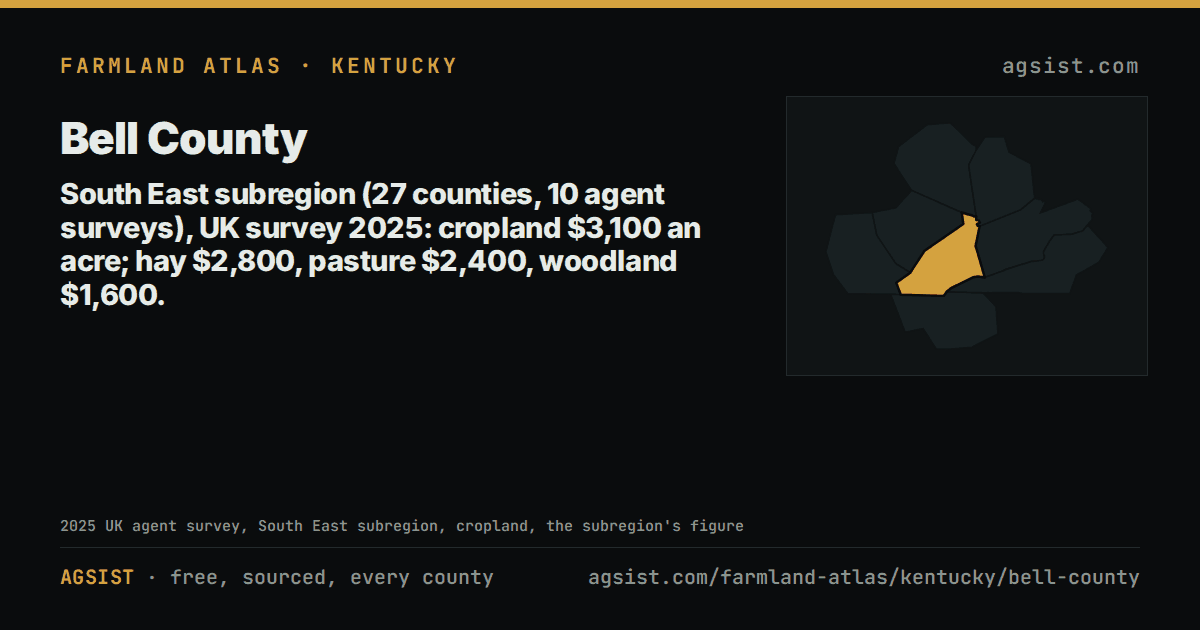 FARMLAND ATLAS · KENTUCKY
agsist.com
Bell County
South East subregion (27 counties, 10 agent
surveys), UK survey 2025: cropland $3,100 an
acre; hay $2,800, pasture $2,400, woodland
$1,600.
2025 UK agent survey, South East subregion, cropland, the subregion's figure
AGSIST · free, sourced, every county
agsist.com/farmland-atlas/kentucky/bell-county